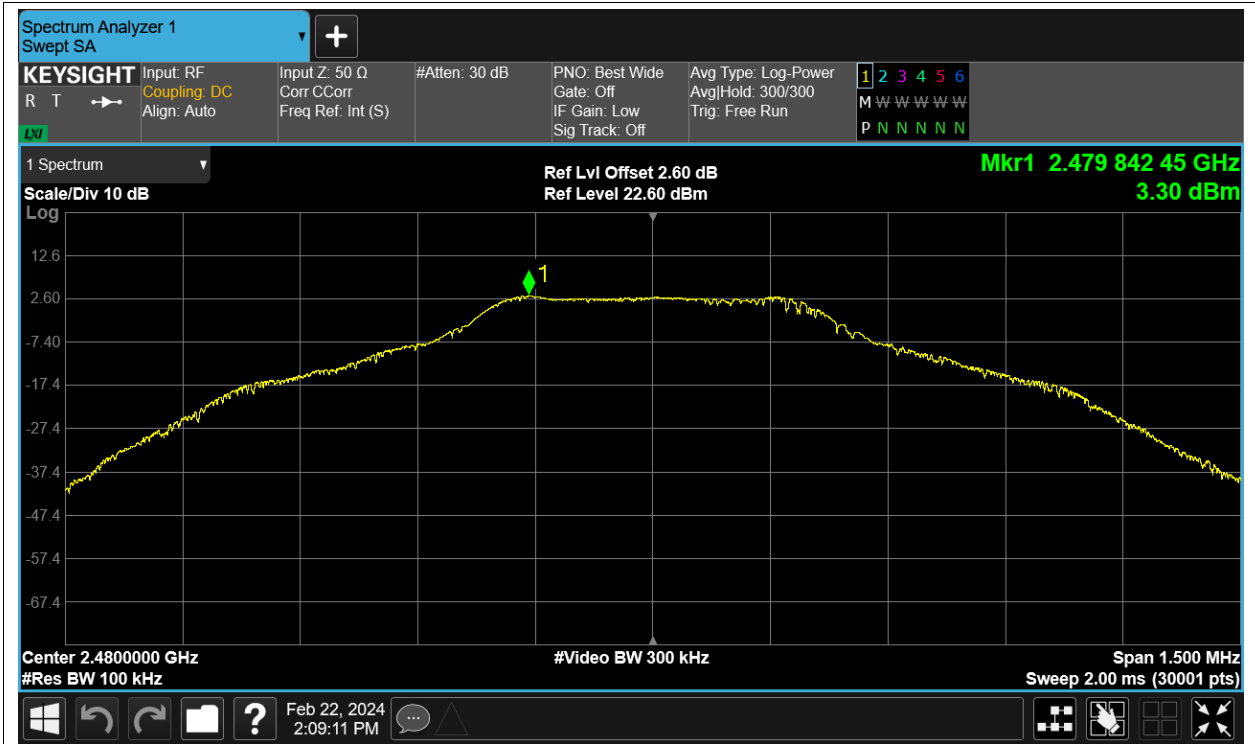 Spectrum Analyzer 1
Swept SA
KEYSIGHT
R T
LXI
Input: RF
Coupling: DC
Align: Auto
Input Z: 50 Ω
Corr CCorr
Freq Ref: Int (S)
#Atten: 30 dB
PNO: Best Wide
Gate: Off
IF Gain: Low
Sig Track: Off
Avg Type: Log-Power
Avg|Hold: 300/300
Trig: Free Run
1 2 3 4 5 6
M W W W W W
P N N N N N
1 Spectrum
Scale/Div 10 dB
Log
Ref Lvl Offset 2.60 dB
Ref Level 22.60 dBm
Mkr1 2.479 842 45 GHz
3.30 dBm
12.6
1
2.60
-7.40
-17.4
-27.4
-37.4
-47.4
-57.4
-67.4
Center 2.4800000 GHz
#Res BW 100 kHz
#Video BW 300 kHz
Span 1.500 MHz
Sweep 2.00 ms (30001 pts)
?
Feb 22, 2024
2:09:11 PM